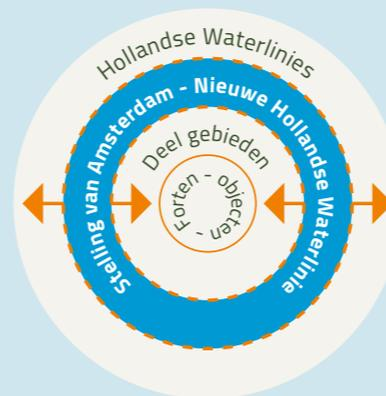 Hollandse Waterlinies
Stelling van Amsterdam - Nieuwe Hollandse Waterlinie
Deel gebieden
Forten - objecten -